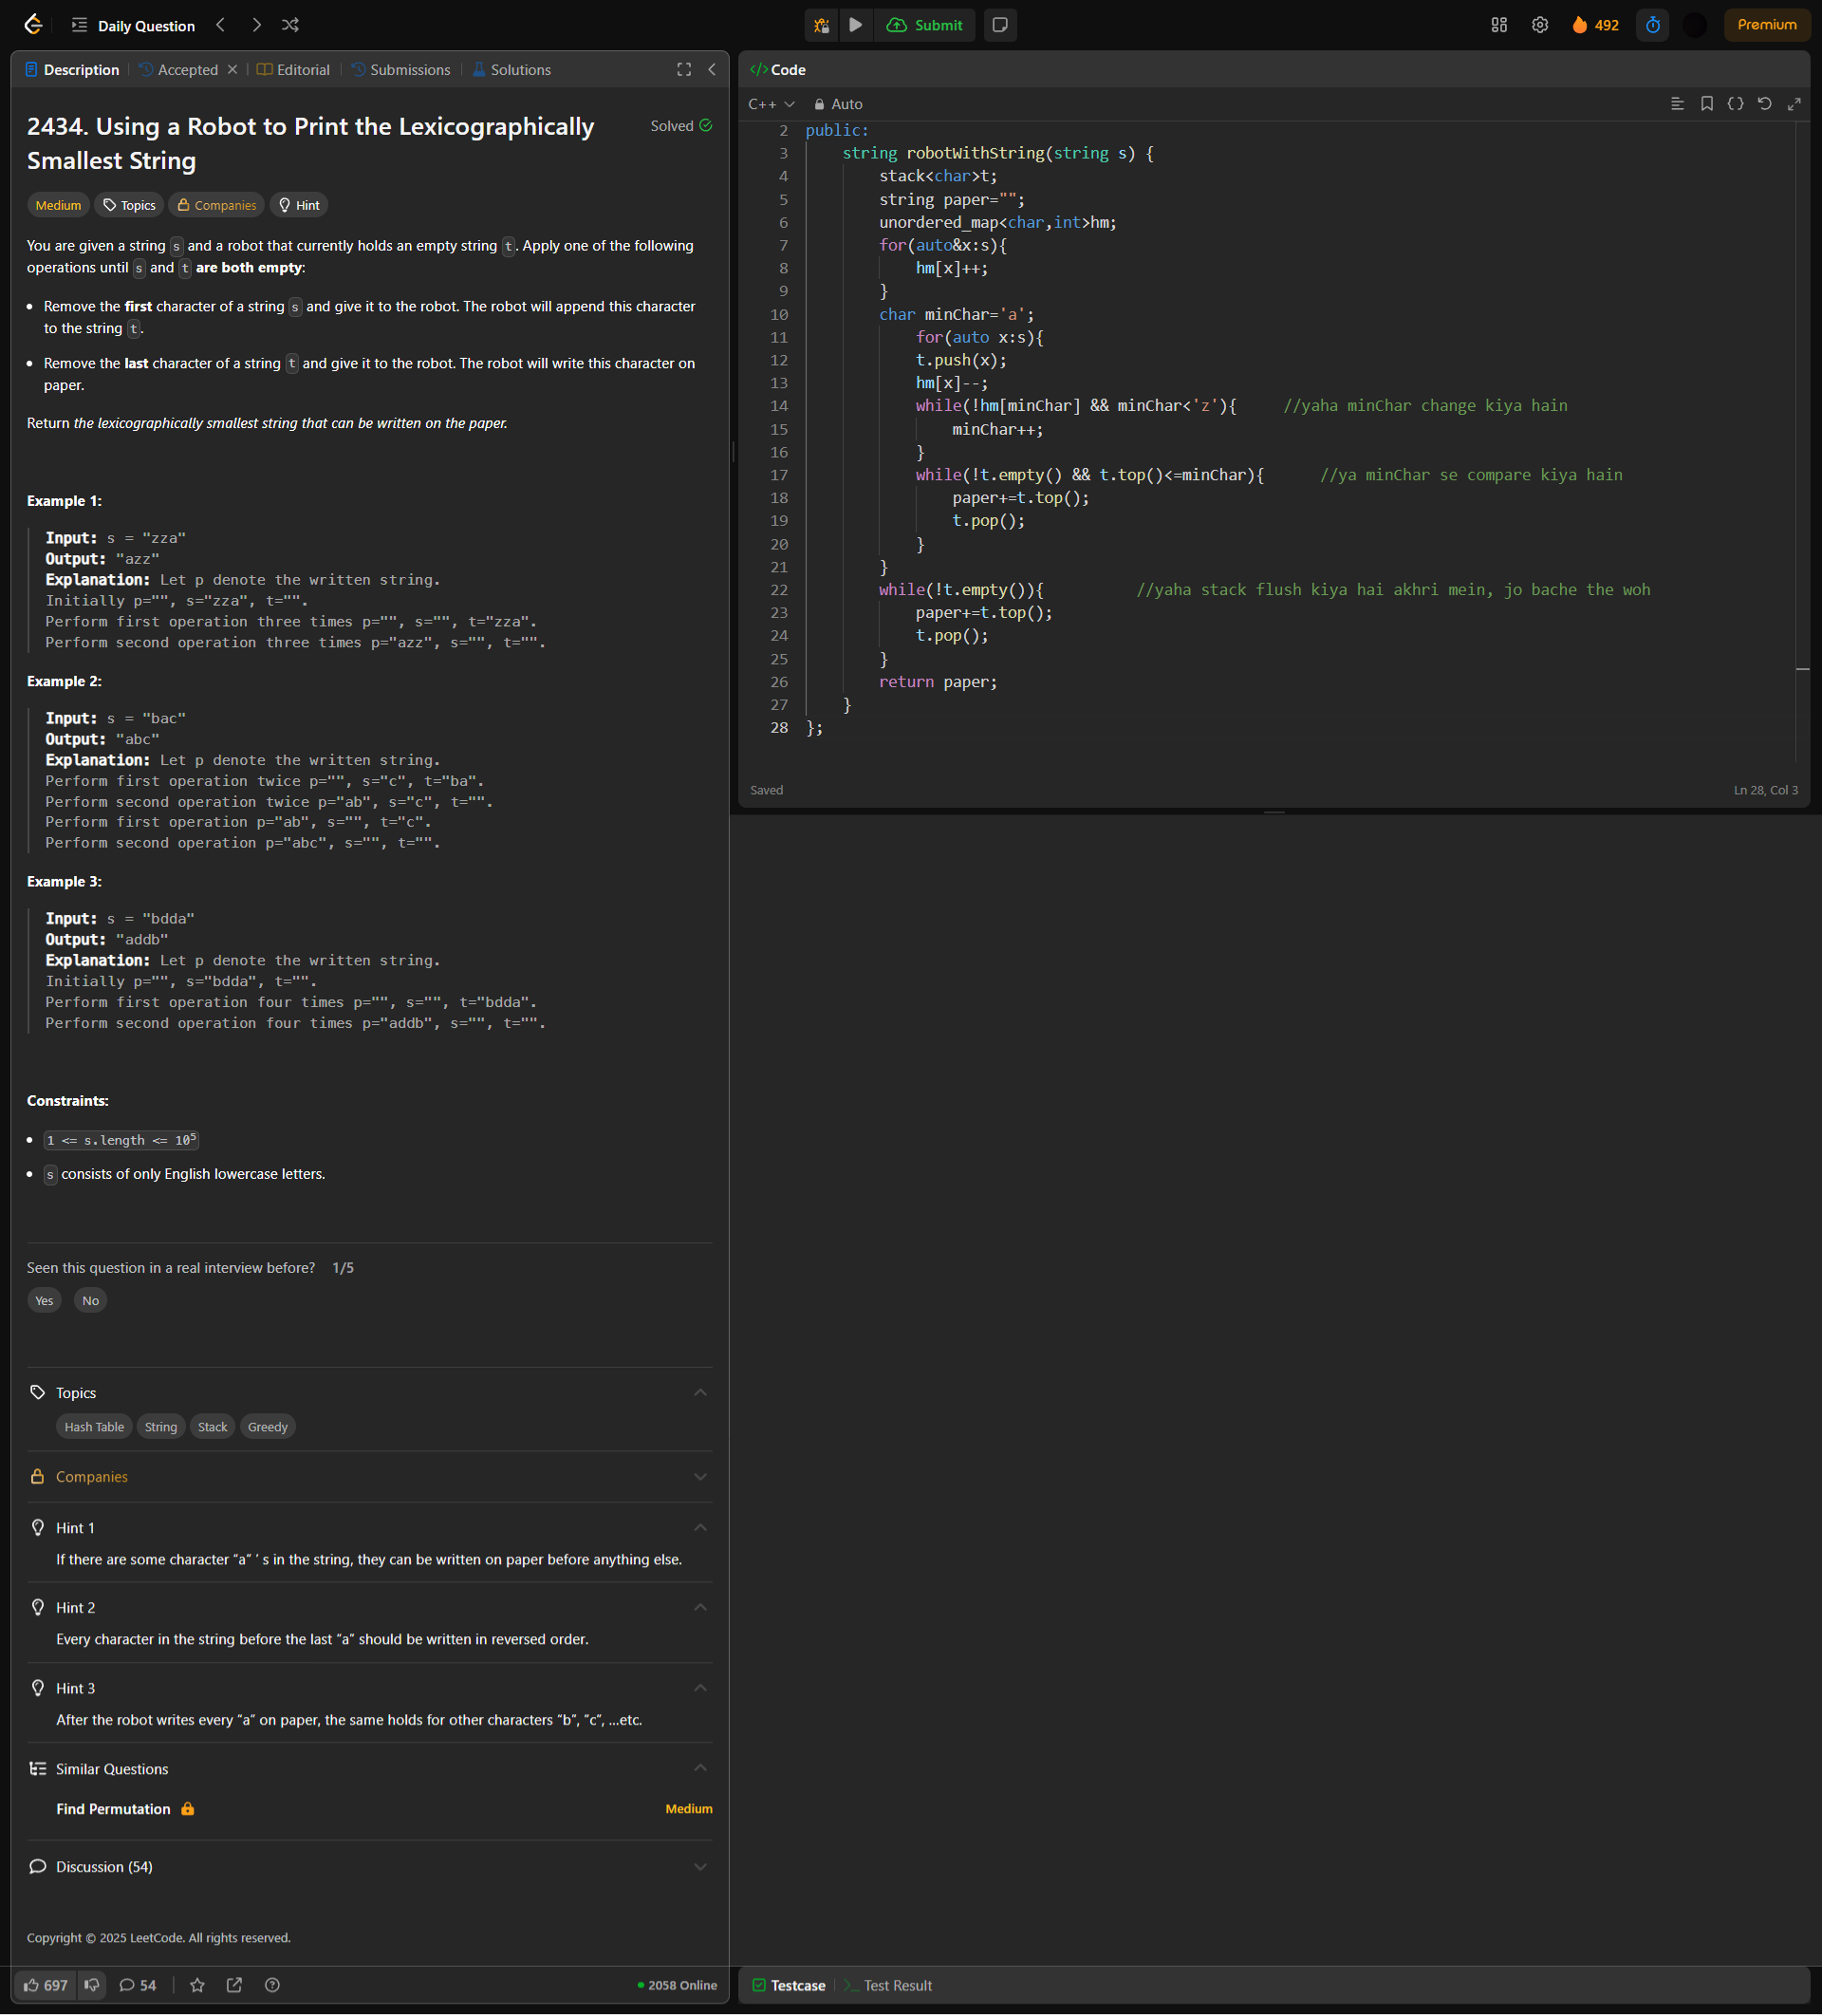 Daily Question
Submit
492
Premium
Description
Accepted
Editorial
Submissions
Solutions
2434. Using a Robot to Print the Lexicographically
Smallest String
Solved
Medium
Topics
Companies
Hint
You are given a string s and a robot that currently holds an empty string t. Apply one of the following
operations until s and t are both empty:
• Remove the first character of a string s and give it to the robot. The robot will append this character
to the string t.
• Remove the last character of a string t and give it to the robot. The robot will write this character on
paper.
Return the lexicographically smallest string that can be written on the paper.
Example 1:
Input: s = "zza"
Output: "azz"
Explanation: Let p denote the written string.
Initially p="", s="zza", t="".
Perform first operation three times p="", s="", t="zza".
Perform second operation three times p="azz", s="", t="".
Example 2:
Input: s = "bac"
Output: "abc"
Explanation: Let p denote the written string.
Perform first operation twice p="", s="c", t="ba".
Perform second operation twice p="ab", s="c", t="".
Perform first operation p="ab", s="", t="c".
Perform second operation p="abc", s="", t="".
Example 3:
Input: s = "bdda"
Output: "addb"
Explanation: Let p denote the written string.
Initially p="", s="bdda", t="".
Perform first operation four times p="", s="", t="bdda".
Perform second operation four times p="addb", s="", t="".
Constraints:
• 1 <= s.length <= 10⁵
• s consists of only English lowercase letters.
Seen this question in a real interview before? 1/5
Yes No
Topics
Hash Table String Stack Greedy
Companies
Hint 1
If there are some character “a” ’ s in the string, they can be written on paper before anything else.
Hint 2
Every character in the string before the last “a” should be written in reversed order.
Hint 3
After the robot writes every “a” on paper, the same holds for other characters “b”, “c”, …etc.
Similar Questions
Find Permutation Medium
Discussion (54)
Copyright © 2025 LeetCode. All rights reserved.
697 54 2058 Online
</> Code
C++ Auto
2 public:
3 string robotWithString(string s) {
4 stack<char>t;
5 string paper="";
6 unordered_map<char,int>hm;
7 for(auto&x:s){
8 hm[x]++;
9 }
10 char minChar='a';
11 for(auto x:s){
12 t.push(x);
13 hm[x]--;
14 while(!hm[minChar] && minChar<'z'){ //yaha minChar change kiya hain
15 minChar++;
16 }
17 while(!t.empty() && t.top()<=minChar){ //ya minChar se compare kiya hain
18 paper+=t.top();
19 t.pop();
20 }
21 }
22 while(!t.empty()){ //yaha stack flush kiya hai akhri mein, jo bache the woh
23 paper+=t.top();
24 t.pop();
25 }
26 return paper;
27 }
28 };
Saved Ln 28, Col 3
Testcase
Test Result